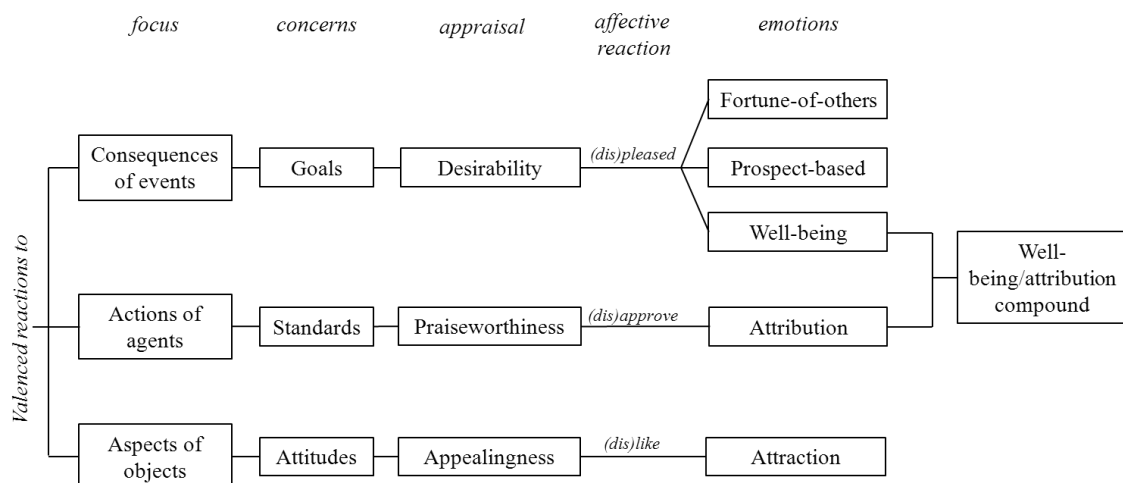 focus
concerns
appraisal
affective
reaction
emotions
Fortune-of-others
Consequences
of events
Goals
Desirability
(dis)pleased
Prospect-based
Well-being
Well-
being/attribution
compound
Valenced reactions to
Actions of
agents
Standards
Praiseworthiness
(dis)approve
Attribution
Aspects of
objects
Attitudes
Appealingness
(dis)like
Attraction